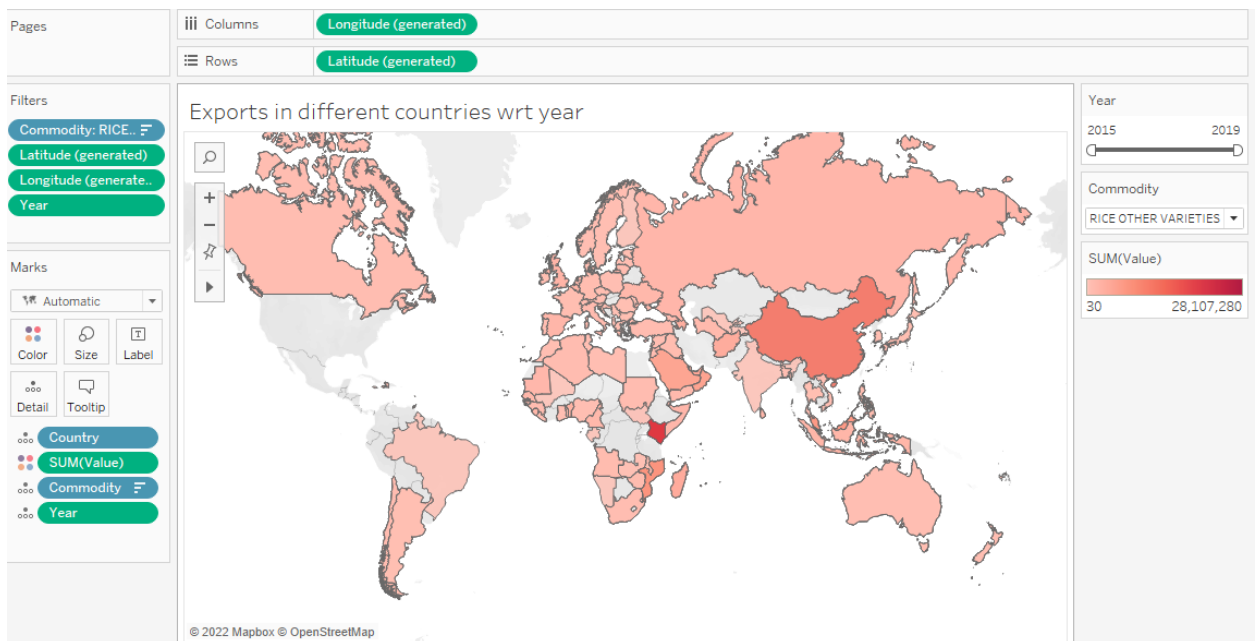 Pages
Columns
Longitude (generated)
Rows
Latitude (generated)
Filters
Commodity: RICE..
Latitude (generated)
Longitude (generate..
Year
Marks
Automatic
Color
Size
Label
Detail
Tooltip
Country
SUM(Value)
Commodity
Year
Exports in different countries wrt year
© 2022 Mapbox © OpenStreetMap
Year
2015 2019
Commodity
RICE OTHER VARIETIES
SUM(Value)
30 28,107,280